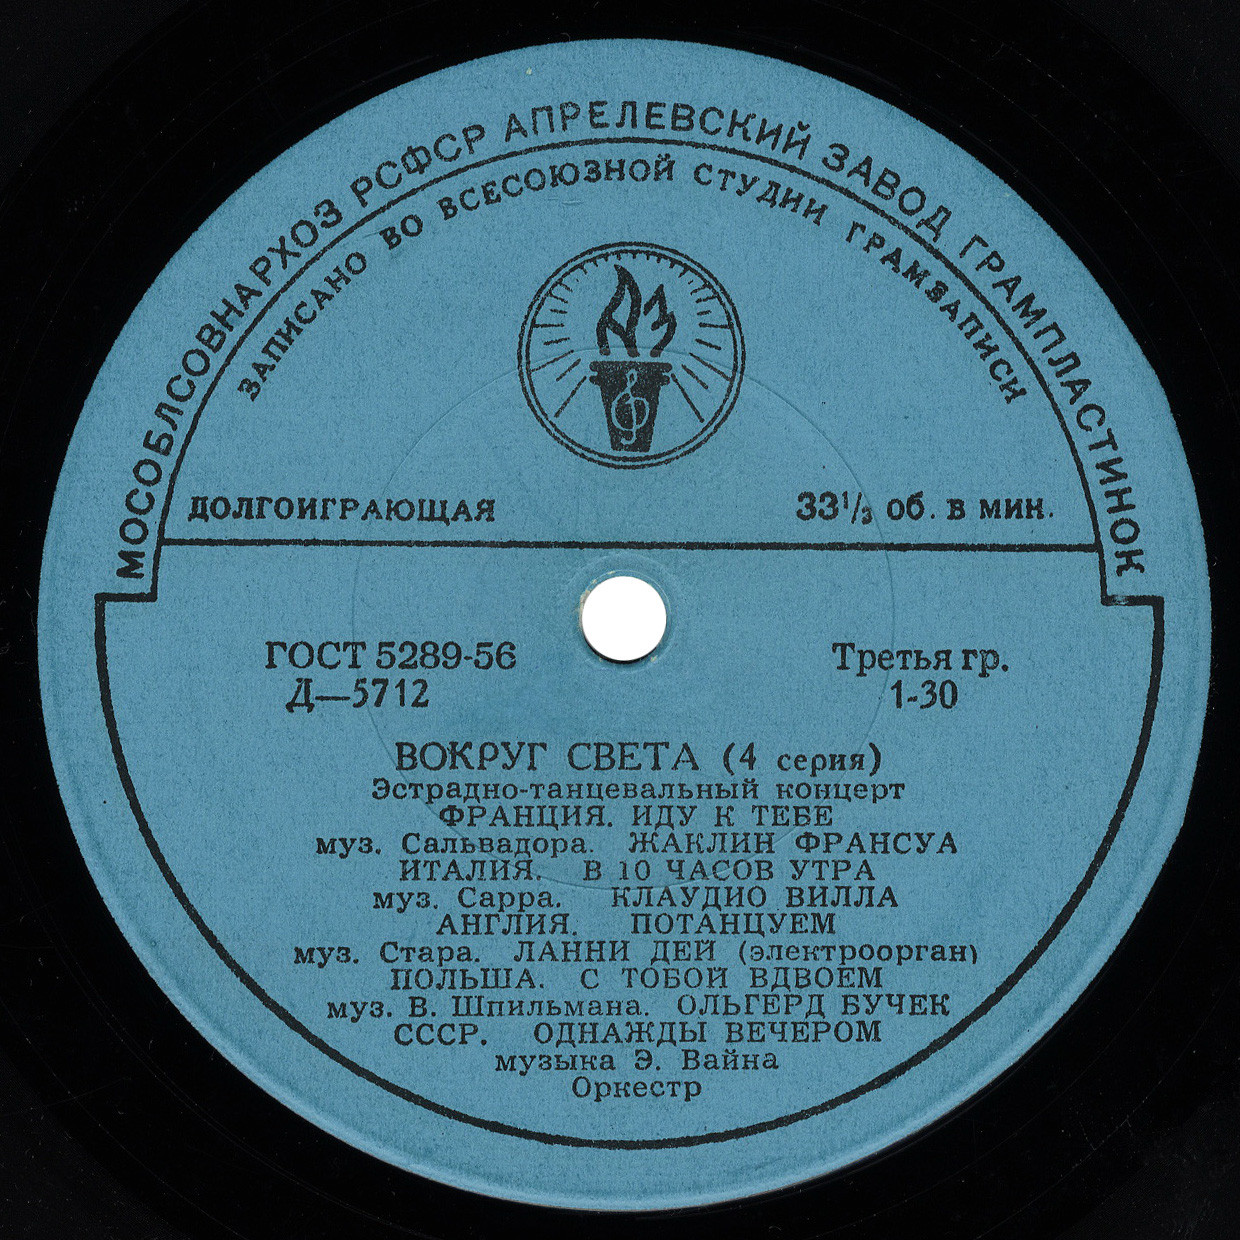 МОСОБЛСОВНАРХОЗ РСФСР АПРЕЛЕВСКИЙ ЗАВОД ГРАМПЛАСТИНОК
ЗАПИСАНО ВО ВСЕСОЮЗНОЙ СТУДИИ ГРАМЗАПИСИ
ДОЛГОИГРАЮЩАЯ
33⅓ об. в мин.
ГОСТ 5289-56
Д—5712
Третья гр.
1-30
ВОКРУГ СВЕТА (4 серия)
Эстрадно-танцевальный концерт
ФРАНЦИЯ. ИДУ К ТЕБЕ
муз. Сальвадора. ЖАКЛИН ФРАНСУА
ИТАЛИЯ. В 10 ЧАСОВ УТРА
муз. Сарра. КЛАУДИО ВИЛЛА
АНГЛИЯ. ПОТАНЦУЕМ
муз. Стара. ЛАННИ ДЕЙ (электроорган)
ПОЛЬША. С ТОБОЙ ВДВОЕМ
муз. В. Шпильмана. ОЛЬГЕРД БУЧЕК
СССР. ОДНАЖДЫ ВЕЧЕРОМ
музыка Э. Вайна
Оркестр